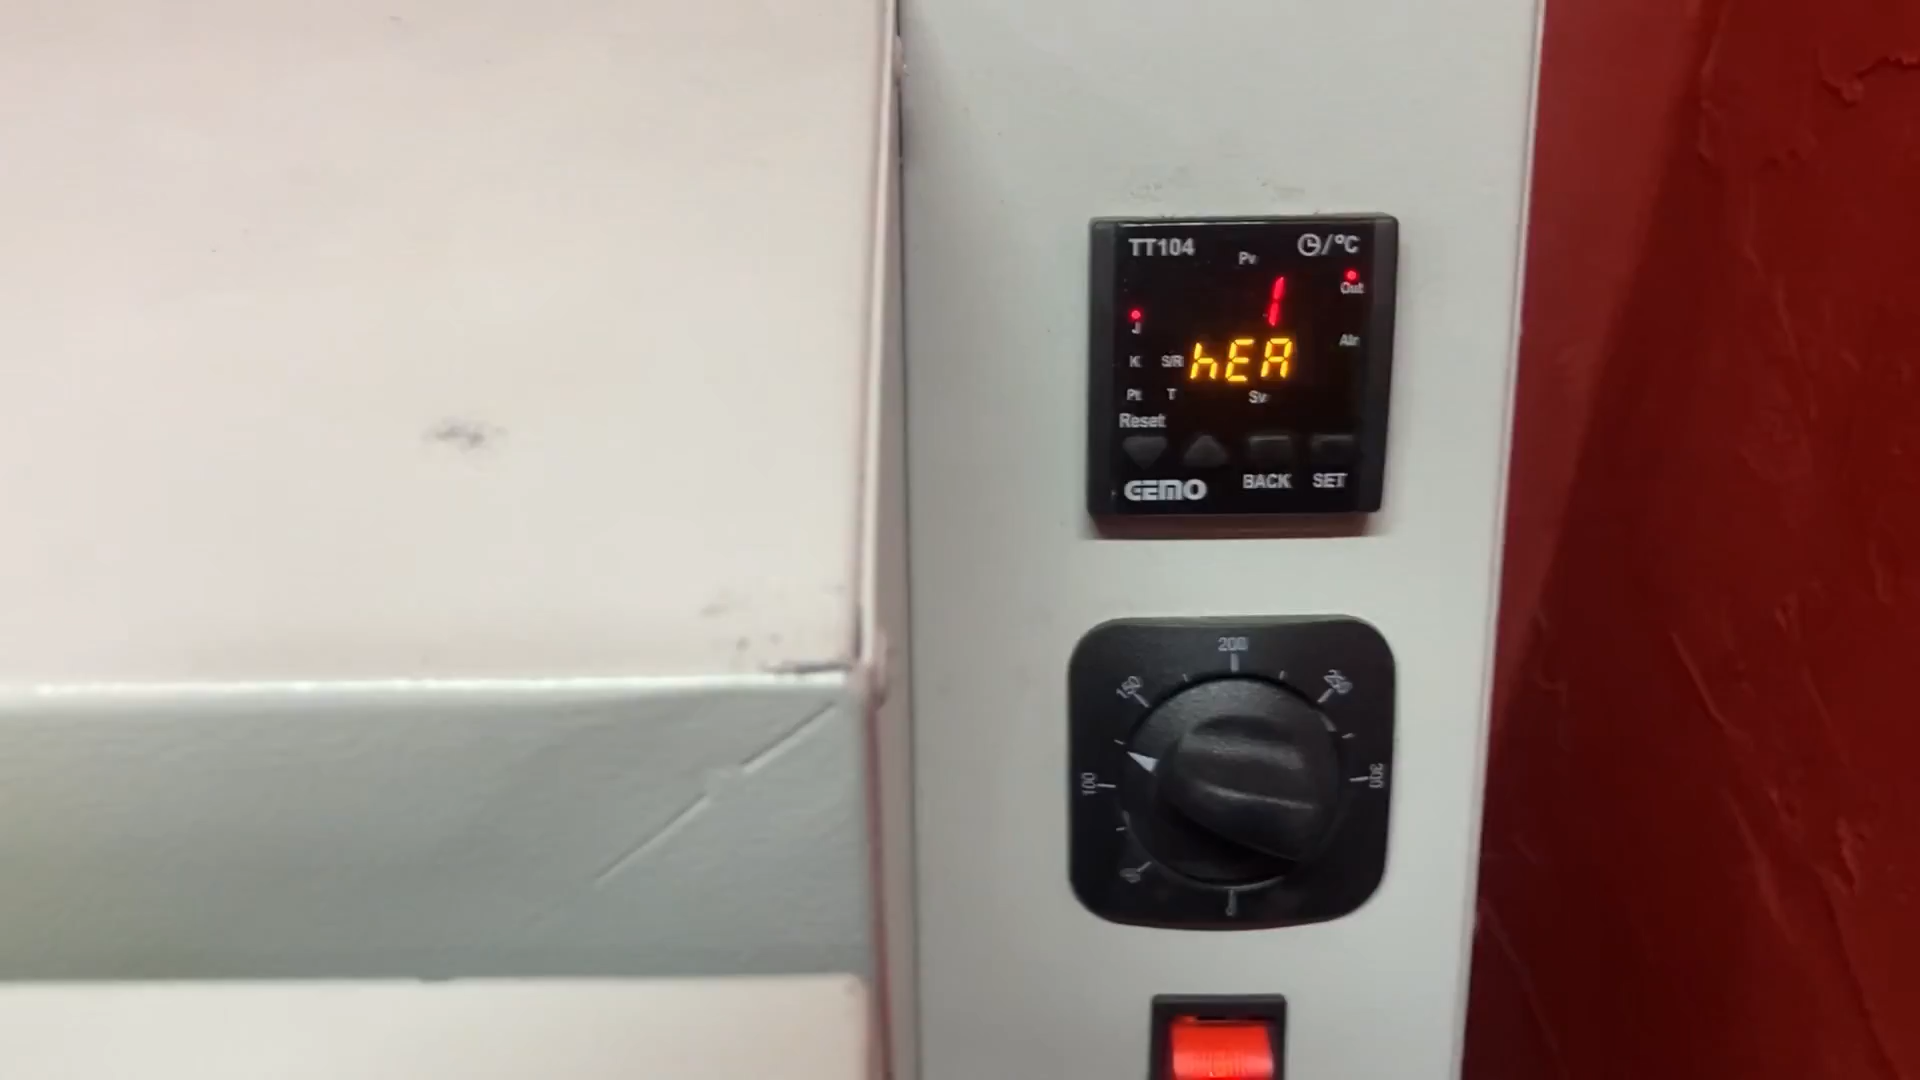 TT104 /°C
Pv
1 Out
J
hEA Alr
K S/R
Pt T Sv
Reset
GEMO BACK SET
200
150 250
100 300